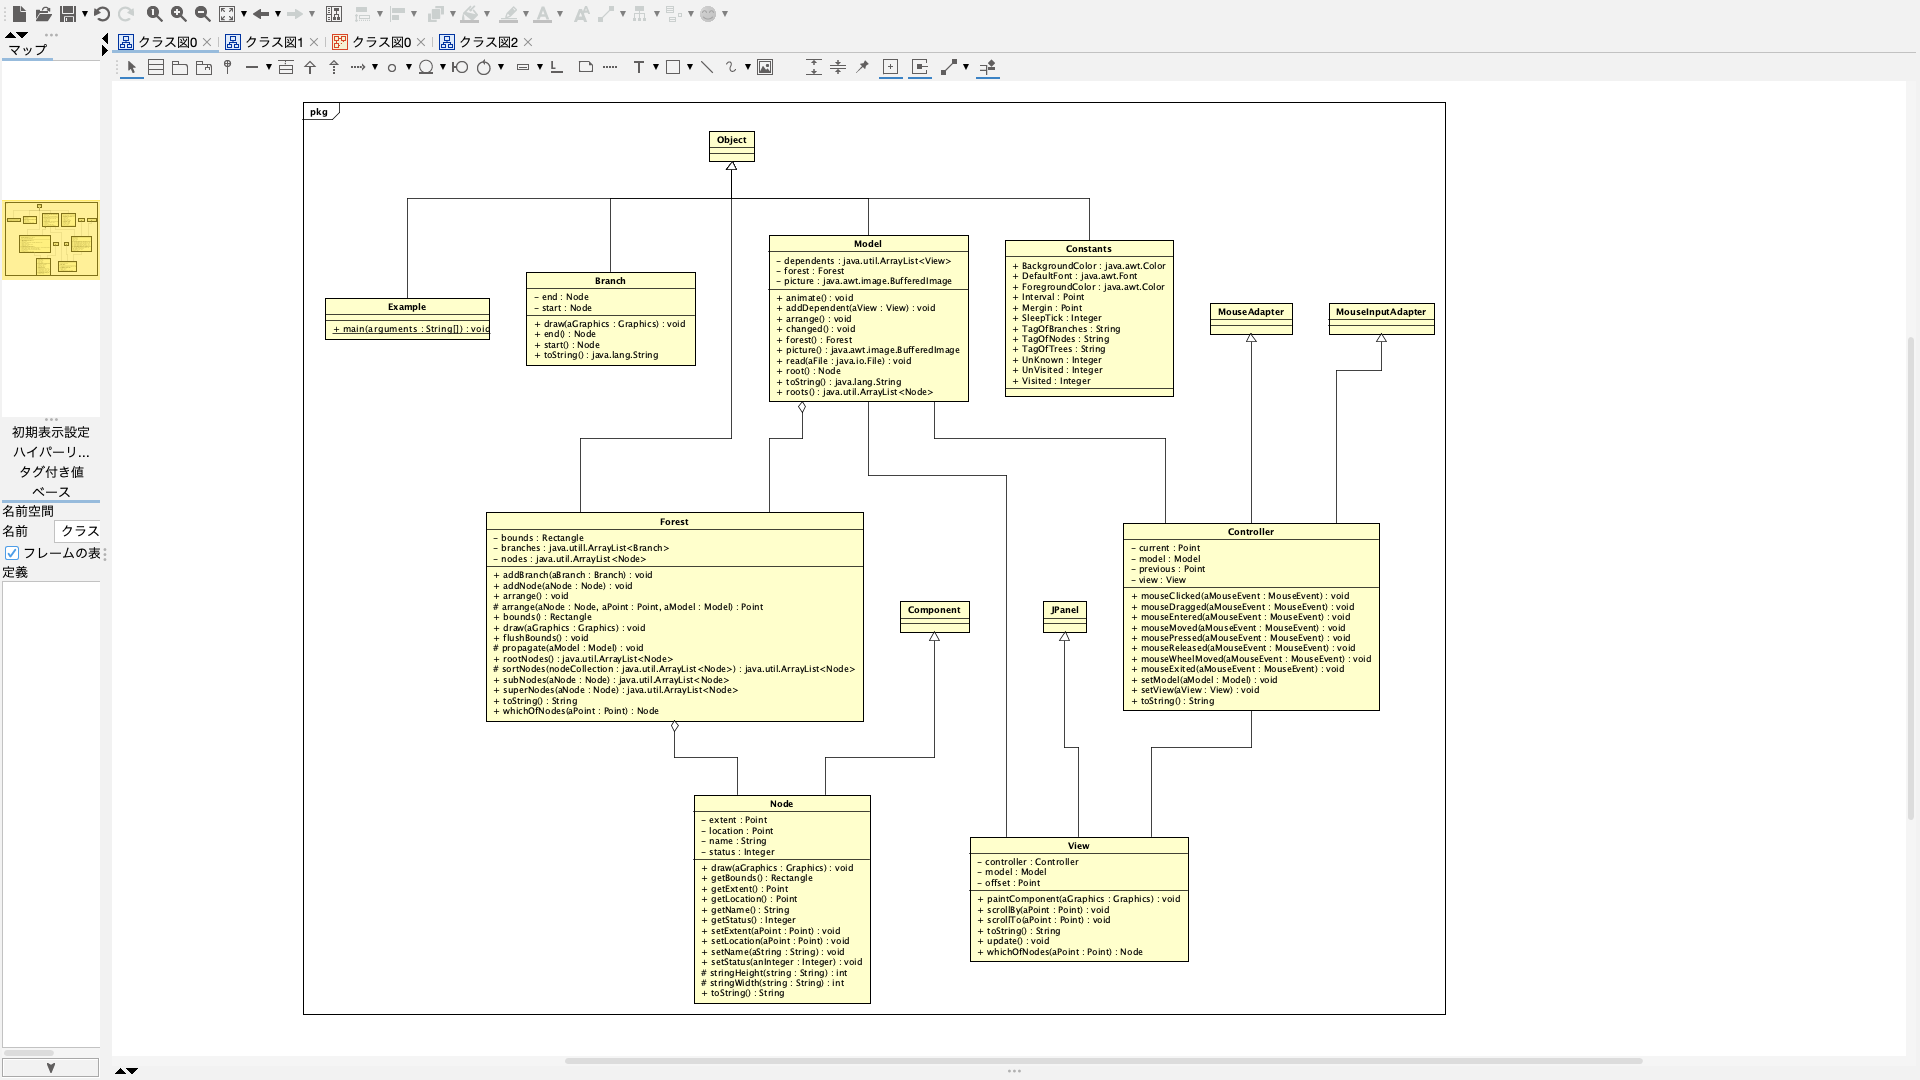 マップ
クラス図0
クラス図1
クラス図0
クラス図2
初期表示設定
ハイパーリ...
タグ付き値
ベース
名前空間
名前
クラス
フレームの表
定義
pkg
Object
Example
+ main(arguments : String[]) : void
Branch
- end : Node
- start : Node
+ draw(aGraphics : Graphics) : void
+ end() : Node
+ start() : Node
+ toString() : java.lang.String
Model
- dependents : java.util.ArrayList<View>
- forest : Forest
- picture : java.awt.image.BufferedImage
+ animate() : void
+ addDependent(aView : View) : void
+ arrange() : void
+ changed() : void
+ forest() : Forest
+ picture() : java.awt.image.BufferedImage
+ read(aFile : java.io.File) : void
+ root() : Node
+ toString() : java.lang.String
+ roots() : java.util.ArrayList<Node>
Constants
+ BackgroundColor : java.awt.Color
+ DefaultFont : java.awt.Font
+ ForegroundColor : java.awt.Color
+ Interval : Point
+ Mergin : Point
+ SleepTick : Integer
+ TagOfBranches : String
+ TagOfNodes : String
+ TagOfTrees : String
+ UnKnown : Integer
+ UnVisited : Integer
+ Visited : Integer
MouseAdapter
MouseInputAdapter
Forest
- bounds : Rectangle
- branches : java.utill.ArrayList<Branch>
- nodes : java.util.ArrayList<Node>
+ addBranch(aBranch : Branch) : void
+ addNode(aNode : Node) : void
+ arrange() : void
# arrange(aNode : Node, aPoint : Point, aModel : Model) : Point
+ bounds() : Rectangle
+ draw(aGraphics : Graphics) : void
+ flushBounds() : void
# propagate(aModel : Model) : void
+ rootNodes() : java.util.ArrayList<Node>
# sortNodes(nodeCollection : java.util.ArrayList<Node>) : java.util.ArrayList<Node>
+ subNodes(aNode : Node) : java.util.ArrayList<Node>
+ superNodes(aNode : Node) : java.util.ArrayList<Node>
+ toString() : String
+ whichOfNodes(aPoint : Point) : Node
Component
JPanel
Controller
- current : Point
- model : Model
- previous : Point
- view : View
+ mouseClicked(aMouseEvent : MouseEvent) : void
+ mouseDragged(aMouseEvent : MouseEvent) : void
+ mouseEntered(aMouseEvent : MouseEvent) : void
+ mouseMoved(aMouseEvent : MouseEvent) : void
+ mousePressed(aMouseEvent : MouseEvent) : void
+ mouseReleased(aMouseEvent : MouseEvent) : void
+ mouseWheelMoved(aMouseEvent : MouseEvent) : void
+ mouseExited(aMouseEvent : MouseEvent) : void
+ setModel(aModel : Model) : void
+ setView(aView : View) : void
+ toString() : String
Node
- extent : Point
- location : Point
- name : String
- status : Integer
+ draw(aGraphics : Graphics) : void
+ getBounds() : Rectangle
+ getExtent() : Point
+ getLocation() : Point
+ getName() : String
+ getStatus() : Integer
+ setExtent(aPoint : Point) : void
+ setLocation(aPoint : Point) : void
+ setName(aString : String) : void
+ setStatus(anInteger : Integer) : void
# stringHeight(string : String) : int
# stringWidth(string : String) : int
+ toString() : String
View
- controller : Controller
- model : Model
- offset : Point
+ paintComponent(aGraphics : Graphics) : void
+ scrollBy(aPoint : Point) : void
+ scrollTo(aPoint : Point) : void
+ toString() : String
+ update() : void
+ whichOfNodes(aPoint : Point) : Node